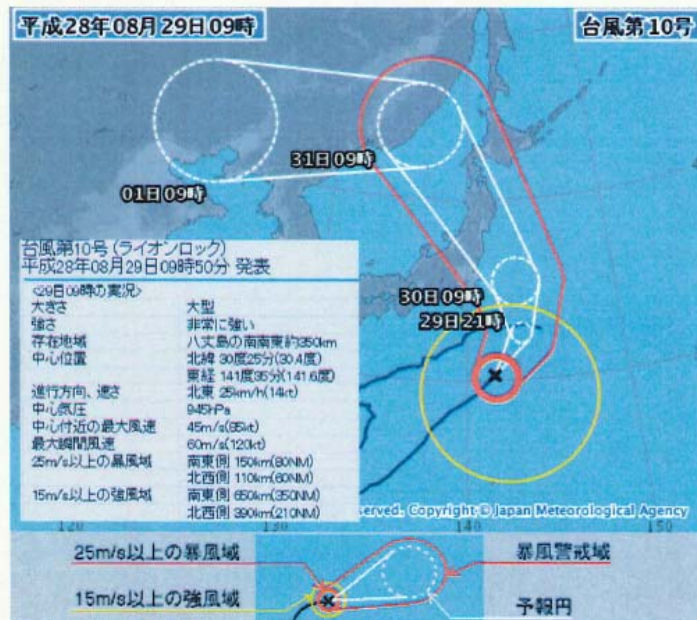 平成28年08月29日09時
台風第10号
31日09時
01日09時
30日09時
29日21時
台風第10号 (ライオンロック)
平成28年08月29日09時50分 発表
<29日09時の実況>
大きさ 大型
強さ 非常に強い
存在地域 八丈島の南南東約350km
中心位置 北緯 30度25分(30.4度)
東経 141度35分(141.6度)
進行方向、速さ 北東 25km/h(14kt)
中心気圧 945hPa
中心付近の最大風速 45m/s(85kt)
最大瞬間風速 60m/s(120kt)
25m/s以上の暴風域 南東側 150km(80NM)
北西側 110km(60NM)
15m/s以上の強風域 南東側 650km(350NM)
北西側 390km(210NM)
erved. Copyright © Japan Meteorological Agency
120 130 140 150
25m/s以上の暴風域 暴風警戒域
15m/s以上の強風域 予報円